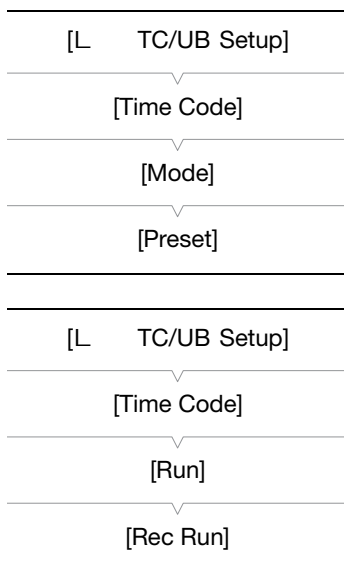 [L TC/UB Setup]
[Time Code]
[Mode]
[Preset]
[L TC/UB Setup]
[Time Code]
[Run]
[Rec Run]